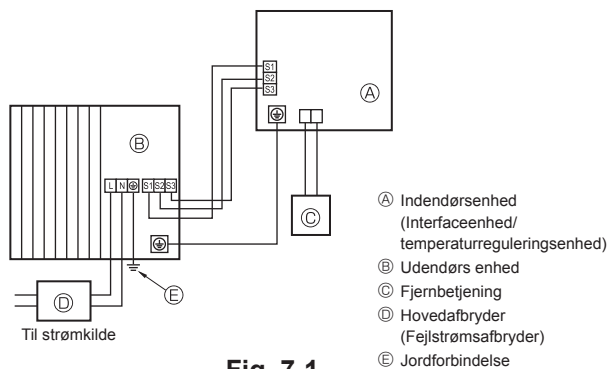 S1
S2
S3
Ⓐ
Ⓑ
L N S1 S2 S3
Ⓒ
Ⓓ
Ⓔ
Til strømkilde
Ⓐ Indendørsenhed
(Interfaceenhed/
temperaturreguleringsenhed)
Ⓑ Udendørs enhed
Ⓒ Fjernbetjening
Ⓓ Hovedafbryder
(Fejlstrømsafbryder)
Ⓔ Jordforbindelse
Fig. 7-1